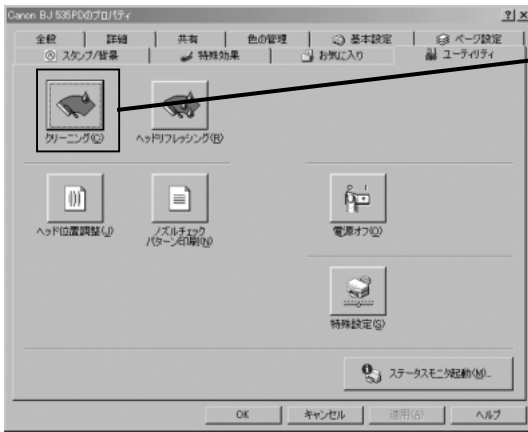 Canon BJ 535PDのプロパティ
全般 詳細 共有 色の管理 基本設定 ページ設定
スタンプ/背景 特殊効果 お気に入り ユーティリティ
クリーニング(C) ヘッドリフレッシング(R)
ヘッド位置調整(J) ノズルチェック
パターン印刷(N) 電源オフ(O)
特殊設定(S)
ステータスモニタ起動(M)...
OK キャンセル 適用(A) ヘルプ